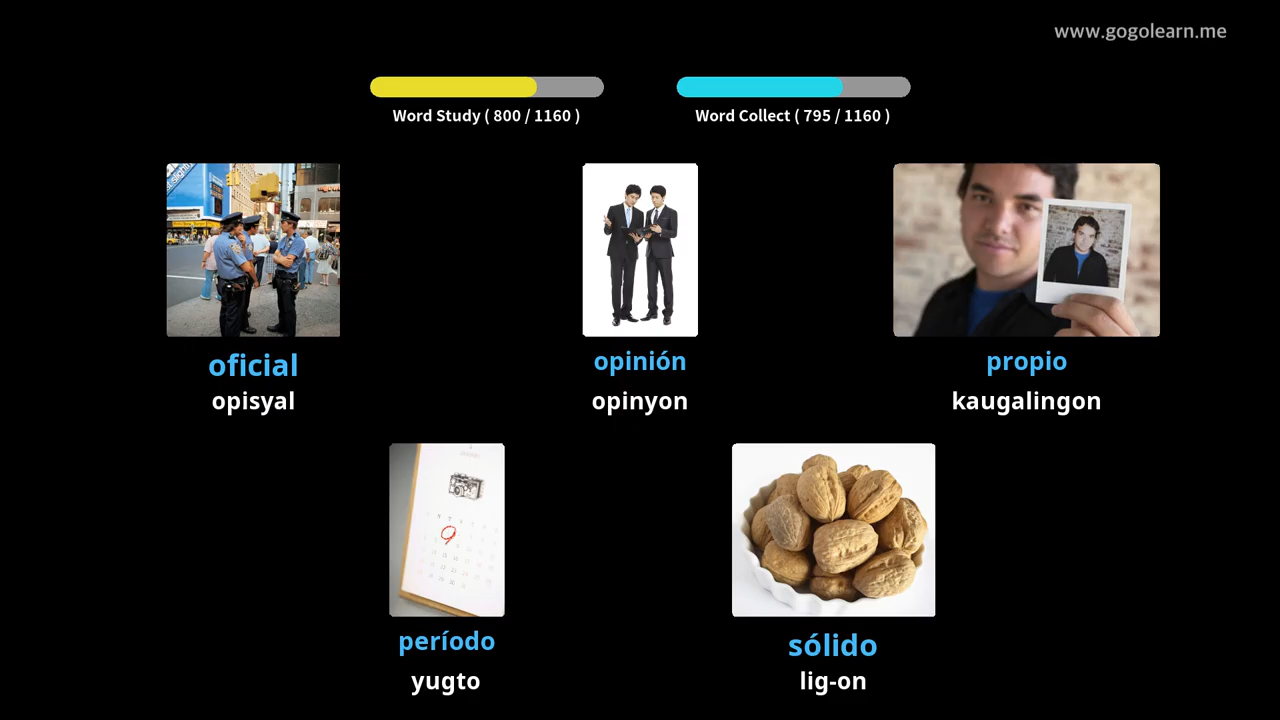 www.gogolearn.me
Word Study ( 800 / 1160 )
Word Collect ( 795 / 1160 )
oficial
opisyal
opinión
opinyon
propio
kaugalingon
período
yugto
sólido
lig-on